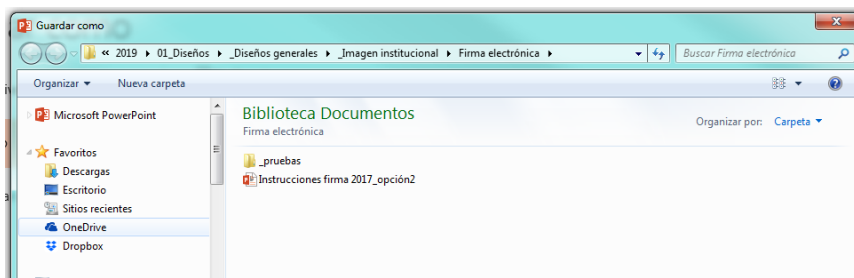 Guardar como
« 2019 ▸ 01_Diseños ▸ _Diseños generales ▸ _Imagen institucional ▸ Firma electrónica ▸
Buscar Firma electrónica
Organizar
Nueva carpeta
Microsoft PowerPoint
Favoritos
Descargas
Escritorio
Sitios recientes
OneDrive
Dropbox
Biblioteca Documentos
Firma electrónica
Organizar por: Carpeta
_pruebas
Instrucciones firma 2017_opción2